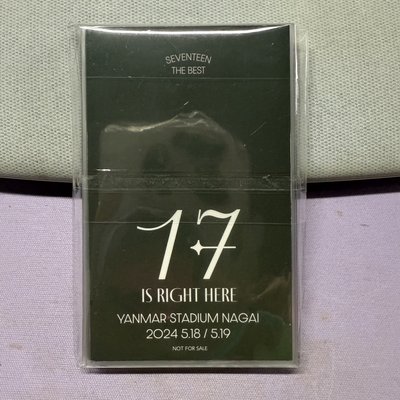 SEVENTEEN
THE BEST
17
IS RIGHT HERE
YANMAR STADIUM NAGAI
2024 5.18 / 5.19
NOT FOR SALE